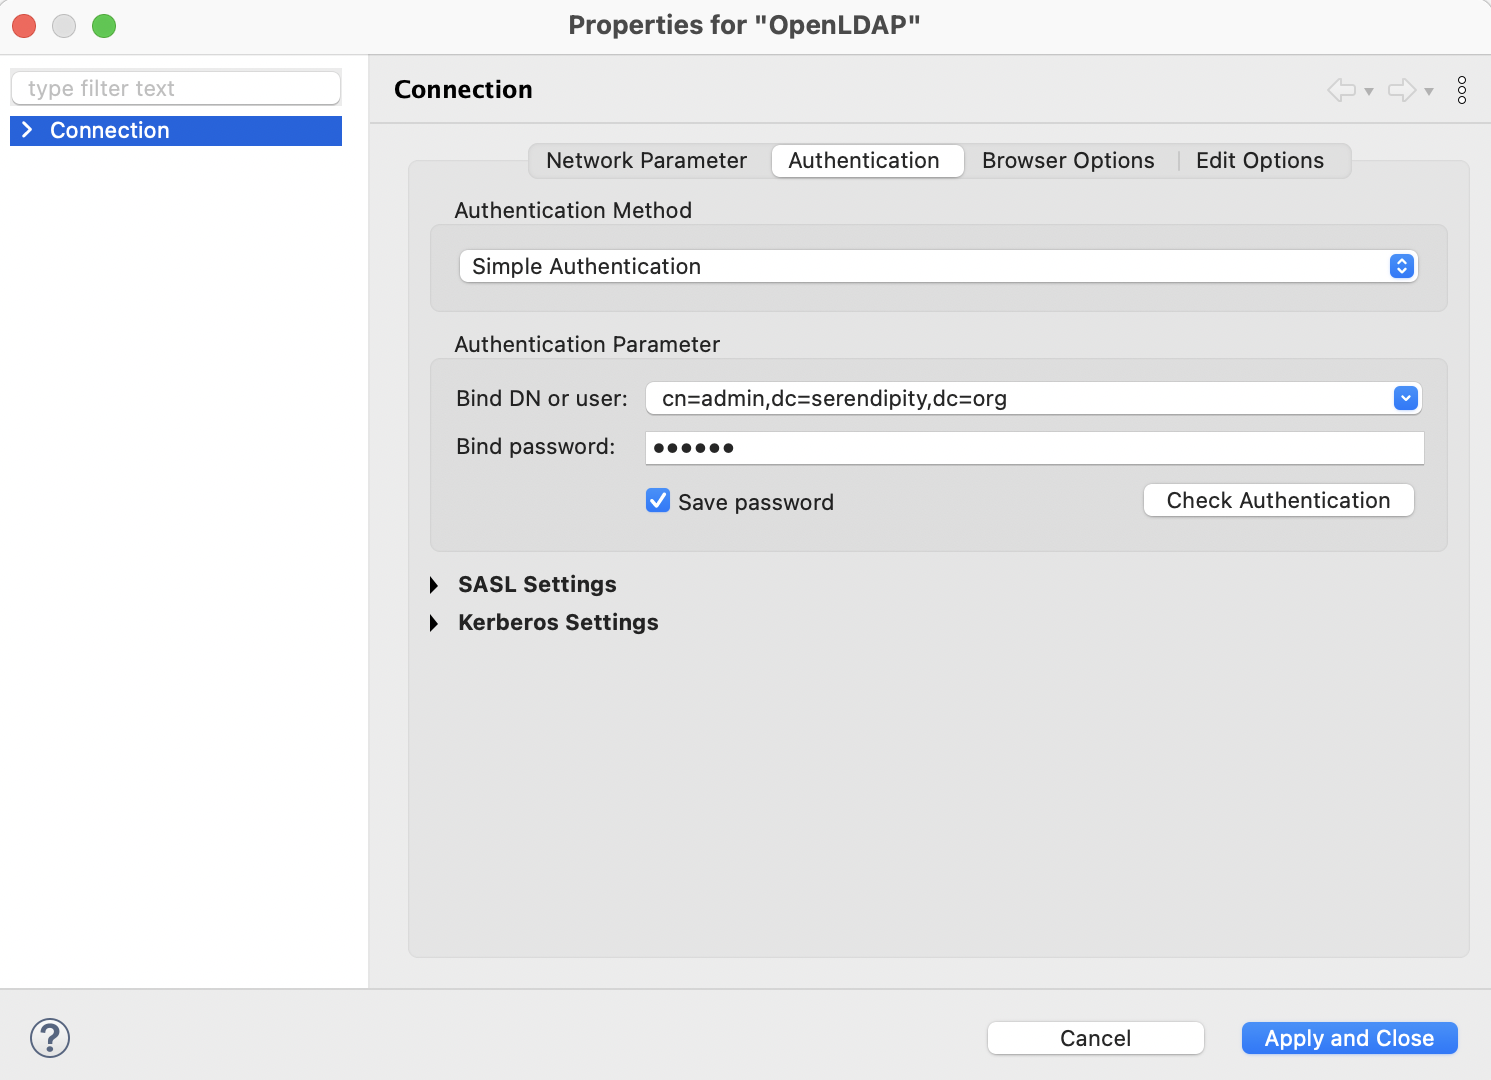 Properties for "OpenLDAP"
type filter text
Connection
Connection
Network Parameter
Authentication
Browser Options
Edit Options
Authentication Method
Simple Authentication
Authentication Parameter
Bind DN or user:
cn=admin,dc=serendipity,dc=org
Bind password:
●●●●●●
Save password
Check Authentication
SASL Settings
Kerberos Settings
?
Cancel
Apply and Close